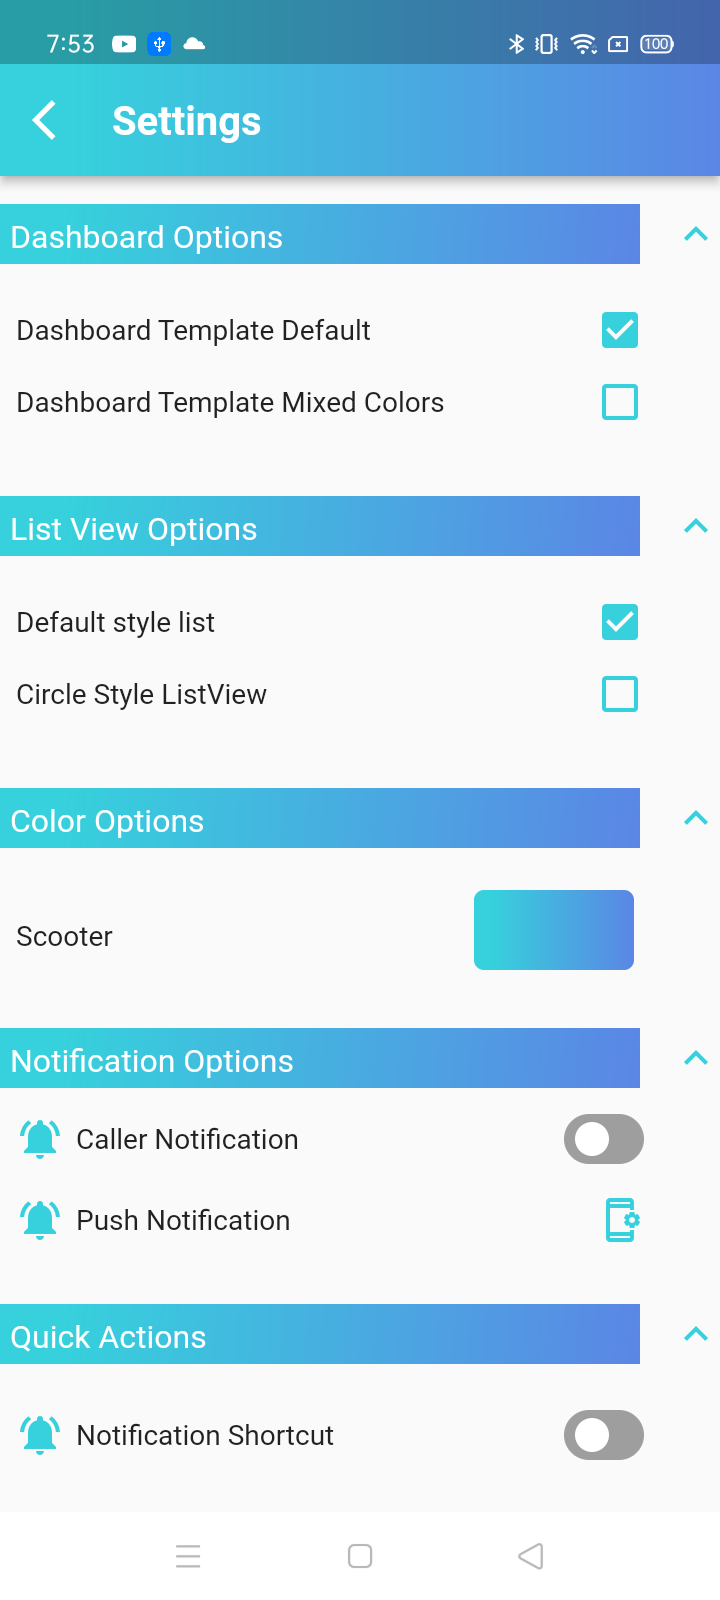 7:53
100
Settings
Dashboard Options
Dashboard Template Default
Dashboard Template Mixed Colors
List View Options
Default style list
Circle Style ListView
Color Options
Scooter
Notification Options
Caller Notification
Push Notification
Quick Actions
Notification Shortcut